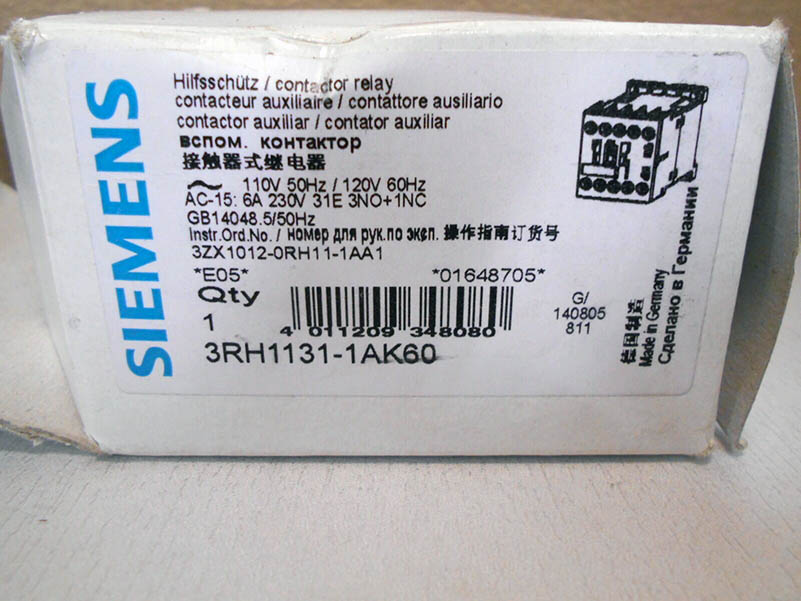 SIEMENS
Hilfsschütz / contactor relay
contacteur auxiliaire / contattore ausiliario
contactor auxiliar / contator auxiliar
вспом. контактор
接触器式继电器
110V 50Hz / 120V 60Hz
AC-15: 6A 230V 31E 3NO+1NC
GB14048.5/50Hz
Instr.Ord.No. / номер для рук.по эксп. 操作指南订货号
3ZX1012-0RH11-1AA1
*E05* *01648705*
Qty
1
4 011209 348080
3RH1131-1AK60
G/
140805
811
德国制造
Made in Germany
Сделано в Германии